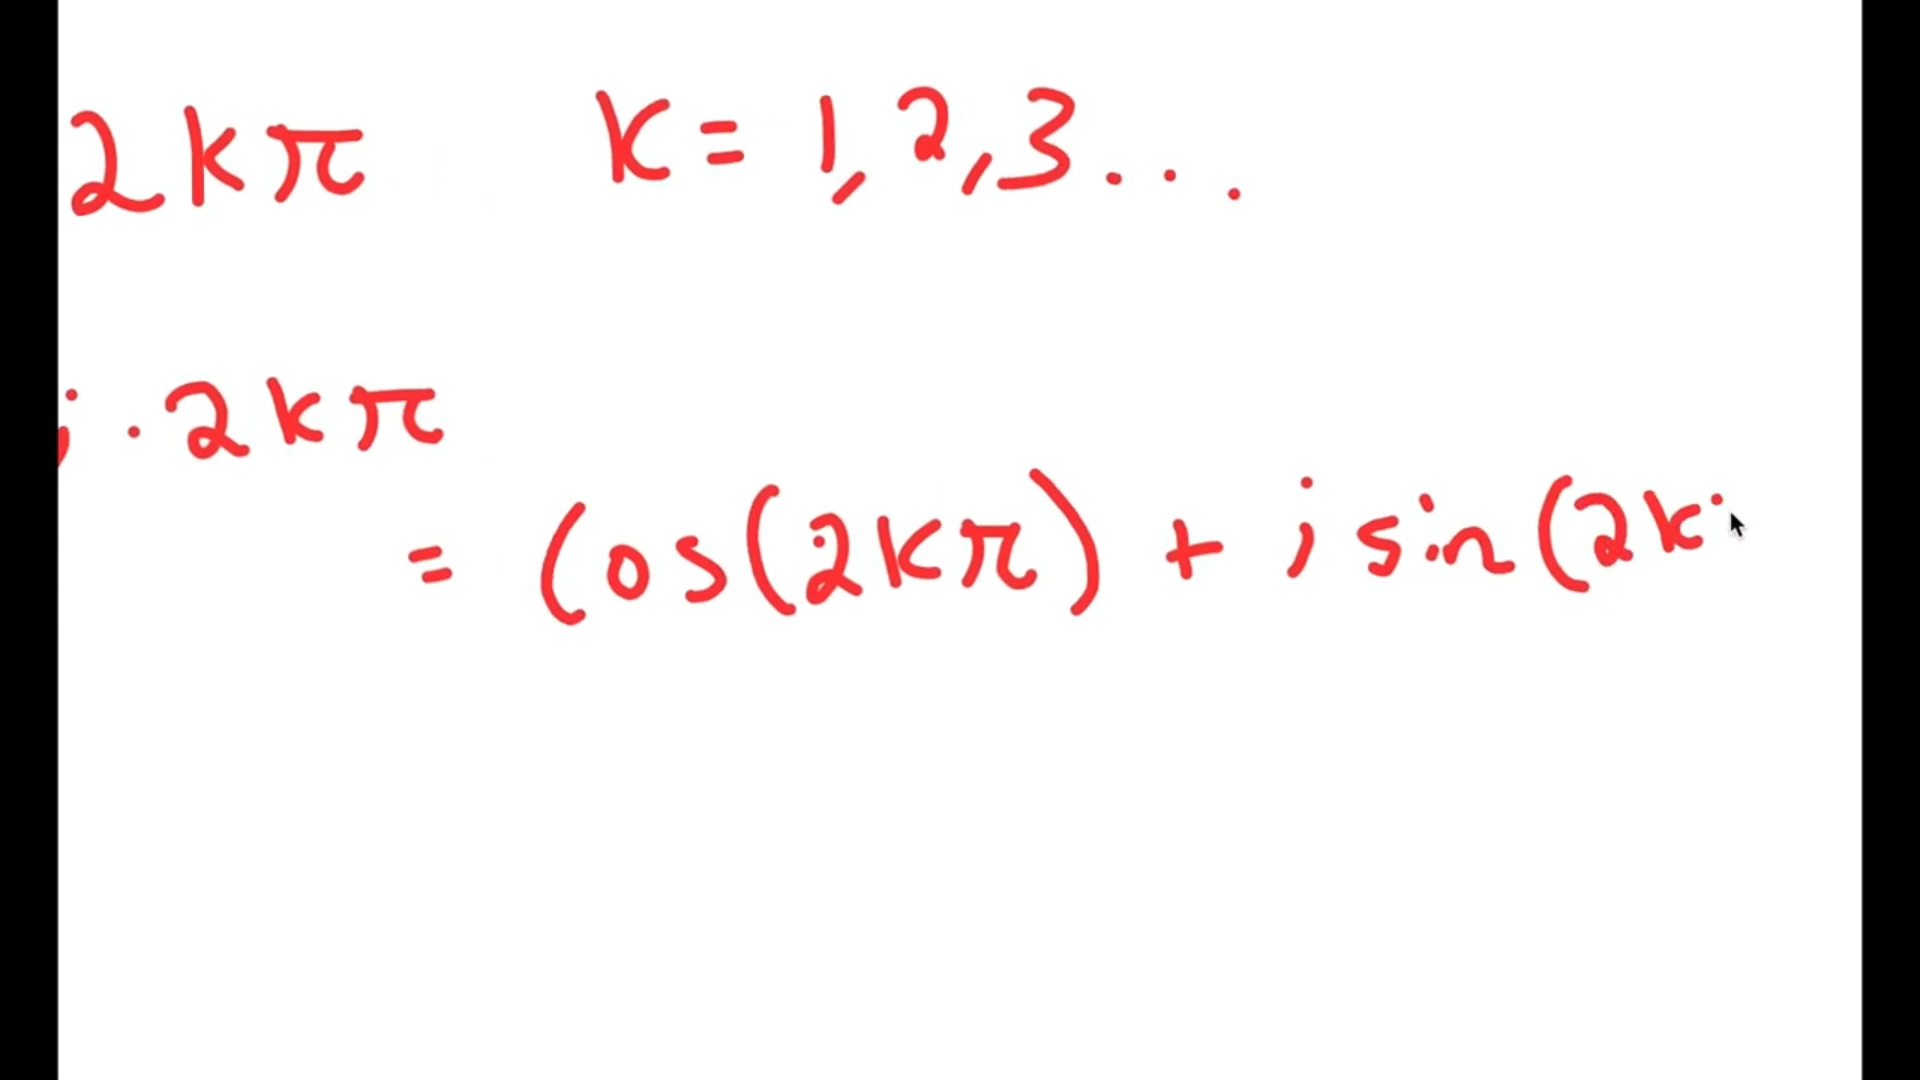 2kπ k = 1, 2, 3...
i · 2kπ
= cos(2kπ) + i sin(2k